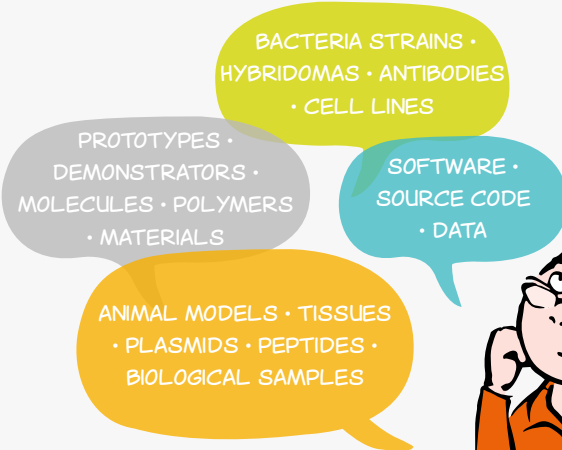 BACTERIA STRAINS •
HYBRIDOMAS • ANTIBODIES
• CELL LINES
PROTOTYPES •
DEMONSTRATORS •
MOLECULES • POLYMERS
• MATERIALS
SOFTWARE •
SOURCE CODE
• DATA
ANIMAL MODELS • TISSUES
• PLASMIDS • PEPTIDES •
BIOLOGICAL SAMPLES